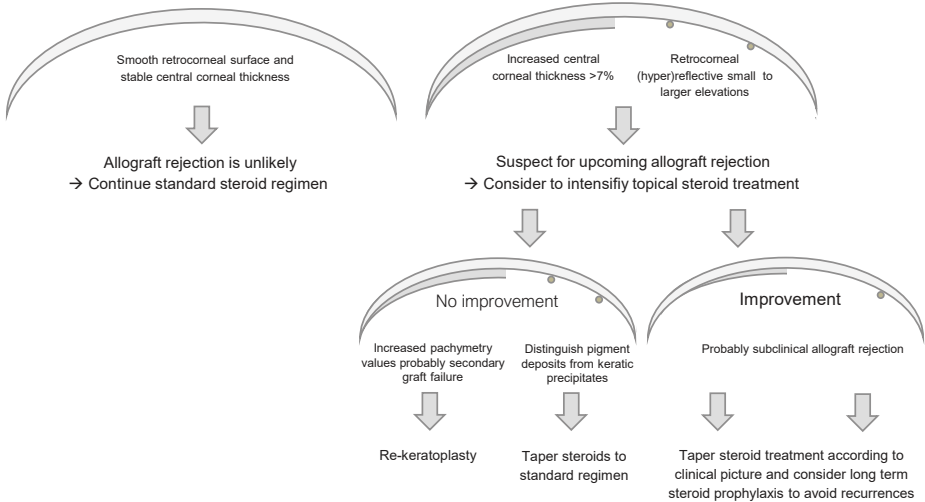 Smooth retrocorneal surface and
stable central corneal thickness
Allograft rejection is unlikely
→ Continue standard steroid regimen
Increased central
corneal thickness >7%
Retrocorneal
(hyper)reflective small to
larger elevations
Suspect for upcoming allograft rejection
→ Consider to intensifiy topical steroid treatment
No improvement
Increased pachymetry
values probably secondary
graft failure
Distinguish pigment
deposits from keratic
precipitates
Re-keratoplasty
Taper steroids to
standard regimen
Improvement
Probably subclinical allograft rejection
Taper steroid treatment according to
clinical picture and consider long term
steroid prophylaxis to avoid recurrences